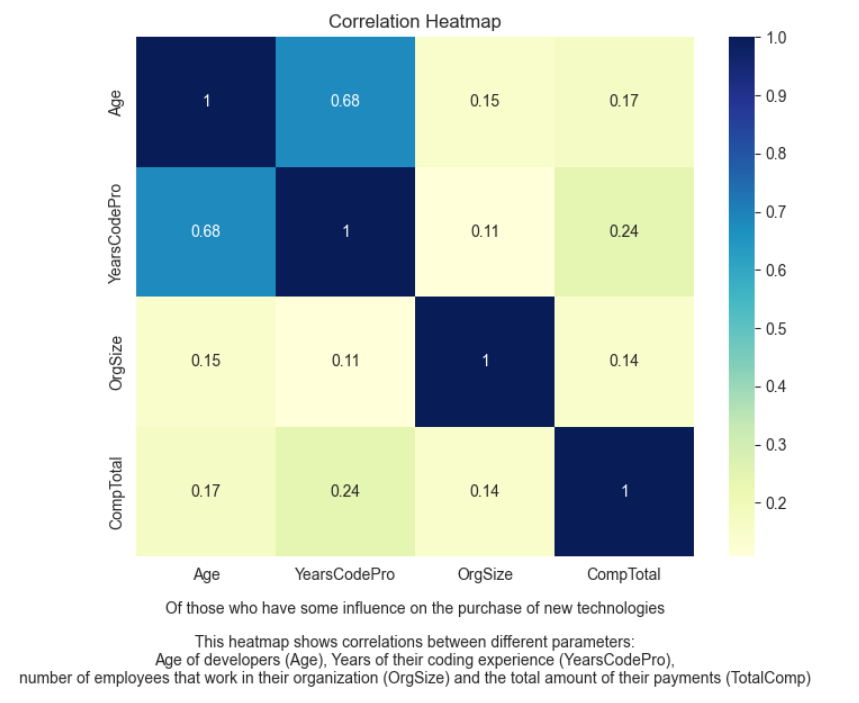 Correlation Heatmap
1.0
Age
1
0.68
0.15
0.17
0.9
0.8
YearsCodePro
0.68
1
0.11
0.24
0.7
0.6
0.5
OrgSize
0.15
0.11
1
0.14
0.4
0.3
CompTotal
0.17
0.24
0.14
1
0.2
Age
YearsCodePro
OrgSize
CompTotal
Of those who have some influence on the purchase of new technologies
This heatmap shows correlations between different parameters:
Age of developers (Age), Years of their coding experience (YearsCodePro),
number of employees that work in their organization (OrgSize) and the total amount of their payments (TotalComp)